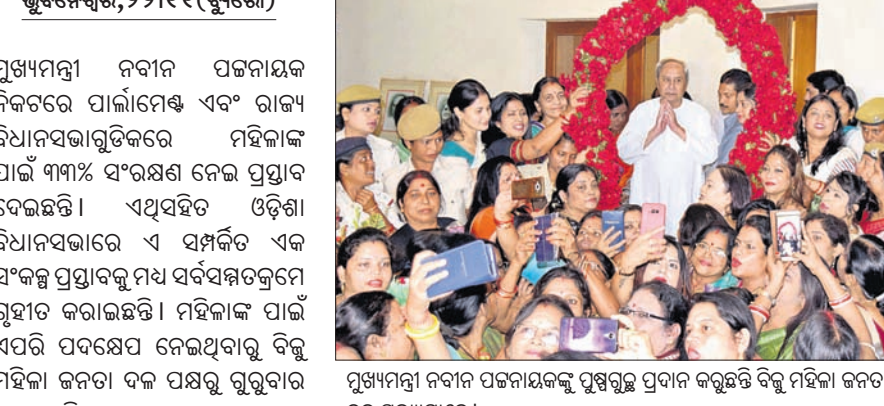 ଭୁବନେଶ୍ୱର,୨୨।୧୧(ବ୍ୟୁରୋ)
ମୁଖ୍ୟମନ୍ତ୍ରୀ ନବୀନ ପଟ୍ଟନାୟକ
ନିକଟରେ ପାର୍ଲାମେଣ୍ଟ ଏବଂ ରାଜ୍ୟ
ବିଧାନସଭାଗୁଡିକରେ ମହିଳାଙ୍କ
ପାଇଁ ୩୩% ସଂରକ୍ଷଣ ନେଇ ପ୍ରସ୍ତାବ
ଦେଇଛନ୍ତି। ଏଥିସହିତ ଓଡ଼ିଶା
ବିଧାନସଭାରେ ଏ ସମ୍ପର୍କିତ ଏକ
ସଂକଳ୍ପ ପ୍ରସ୍ତାବକୁ ମଧ୍ୟ ସର୍ବସମ୍ମତକ୍ରମେ
ଗୃହୀତ କରାଇଛନ୍ତି। ମହିଳାଙ୍କ ପାଇଁ
ଏପରି ପଦକ୍ଷେପ ନେଇଥିବାରୁ ବିଜୁ
ମହିଳା ଜନତା ଦଳ ପକ୍ଷରୁ ଗୁରୁବାର
ମୁଖ୍ୟମନ୍ତ୍ରୀ ନବୀନ ପଟ୍ଟନାୟକଙ୍କୁ ପୁଷ୍ପଗୁଚ୍ଛ ପ୍ରଦାନ କରୁଛନ୍ତି ବିଜୁ ମହିଳା ଜନତା